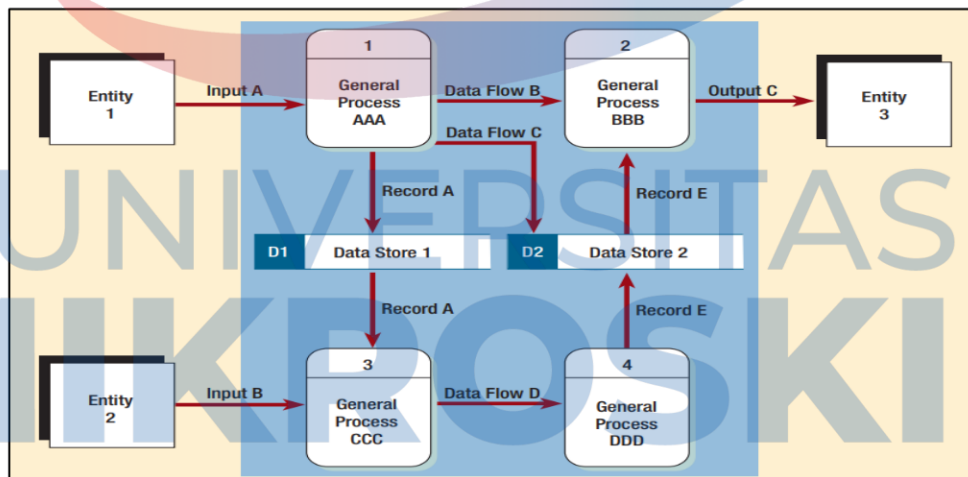 1
2
Entity
1
Input A
General
Process
AAA
Data Flow B
General
Process
BBB
Output C
Entity
3
Data Flow C
Record A
Record E
UNIVERSITAS
D1
Data Store 1
D2
Data Store 2
Record A
Record E
MIKROSKI
3
4
Entity
2
Input B
General
Process
CCC
Data Flow D
General
Process
DDD